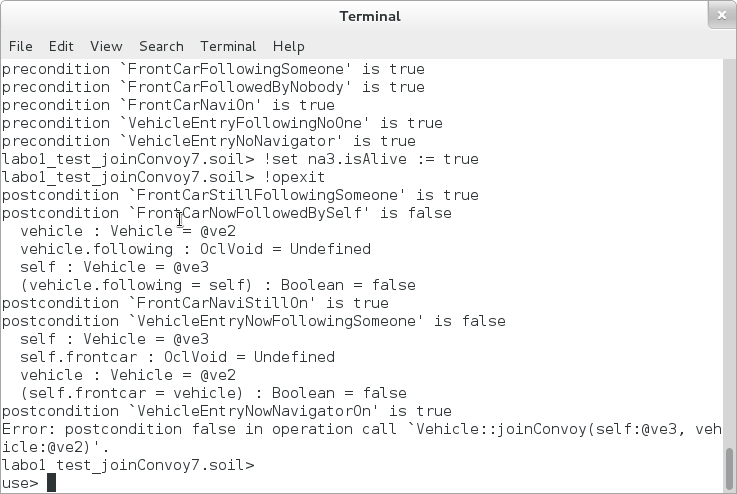 Terminal
×
File Edit View Search Terminal Help
precondition `FrontCarFollowingSomeone' is true
precondition `FrontCarFollowedByNobody' is true
precondition `FrontCarNaviOn' is true
precondition `VehicleEntryFollowingNoOne' is true
precondition `VehicleEntryNoNavigator' is true
labo1_test_joinConvoy7.soil> !set na3.isAlive := true
labo1_test_joinConvoy7.soil> !opexit
postcondition `FrontCarStillFollowingSomeone' is true
postcondition `FrontCarNowFollowedBySelf' is false
  vehicle : Vehicle = @ve2
  vehicle.following : OclVoid = Undefined
  self : Vehicle = @ve3
  (vehicle.following = self) : Boolean = false
postcondition `FrontCarNaviStillOn' is true
postcondition `VehicleEntryNowFollowingSomeone' is false
  self : Vehicle = @ve3
  self.frontcar : OclVoid = Undefined
  vehicle : Vehicle = @ve2
  (self.frontcar = vehicle) : Boolean = false
postcondition `VehicleEntryNowNavigatorOn' is true
Error: postcondition false in operation call `Vehicle::joinConvoy(self:@ve3, veh
icle:@ve2)'.
labo1_test_joinConvoy7.soil>
use>